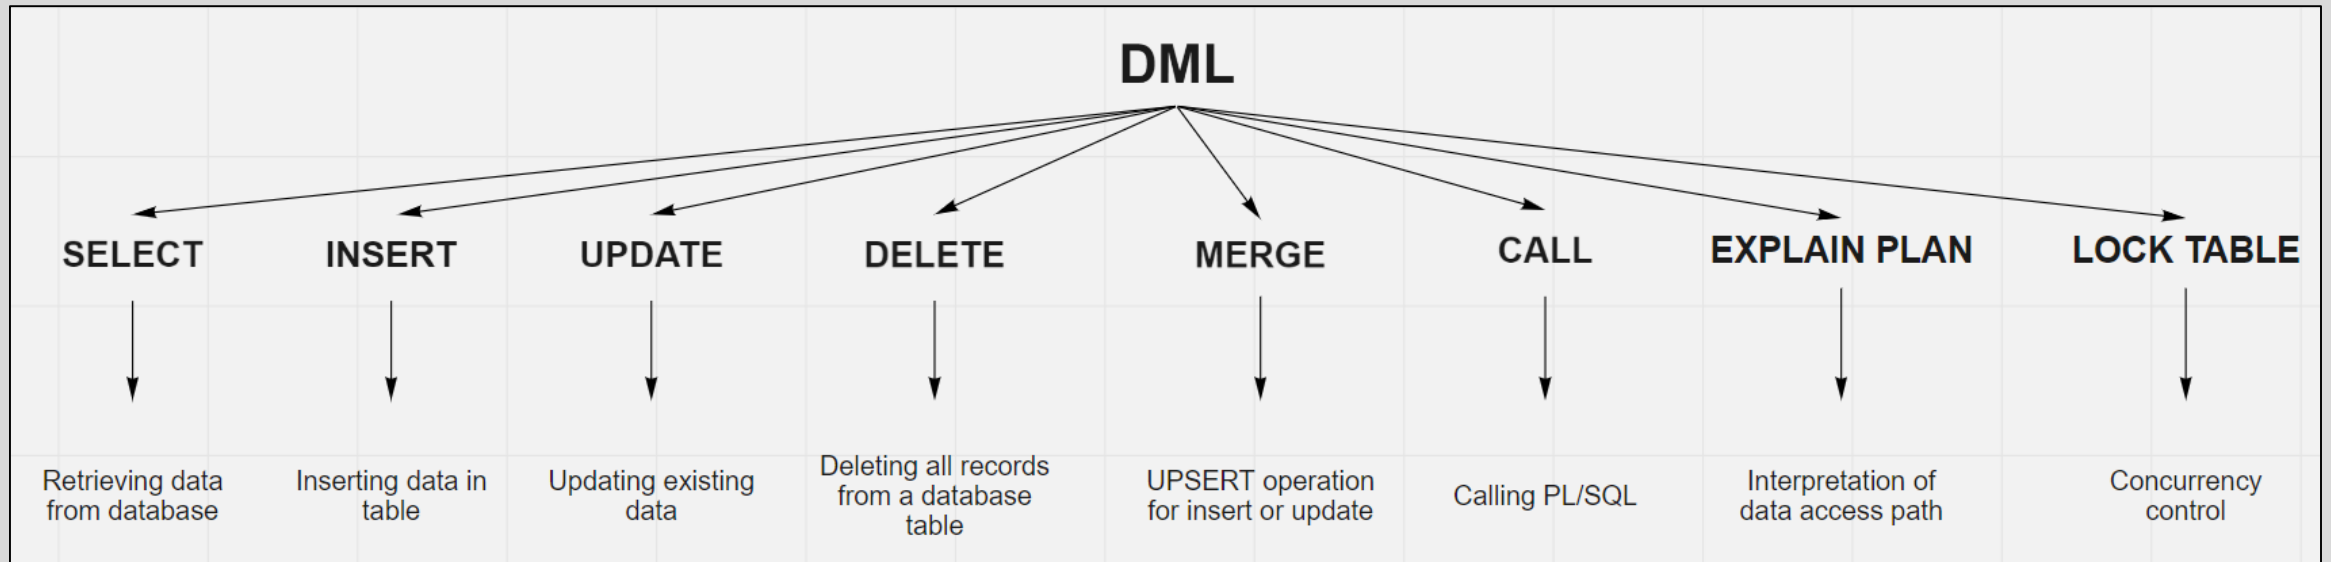 DML
SELECT
INSERT
UPDATE
DELETE
MERGE
CALL
EXPLAIN PLAN
LOCK TABLE
Retrieving data
from database
Inserting data in
table
Updating existing
data
Deleting all records
from a database
table
UPSERT operation
for insert or update
Calling PL/SQL
Interpretation of
data access path
Concurrency
control